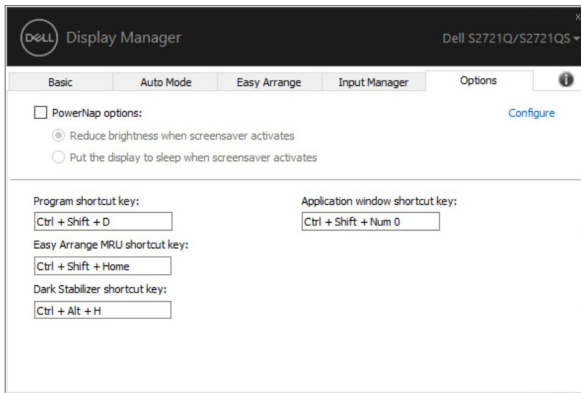 DELL Display Manager
Dell S2721Q/S2721QS
Basic
Auto Mode
Easy Arrange
Input Manager
Options
PowerNap options:
Configure
Reduce brightness when screensaver activates
Put the display to sleep when screensaver activates
Program shortcut key:
Application window shortcut key:
Ctrl + Shift + D
Ctrl + Shift + Num 0
Easy Arrange MRU shortcut key:
Ctrl + Shift + Home
Dark Stabilizer shortcut key:
Ctrl + Alt + H